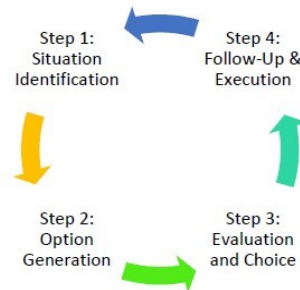 Step 1:
Situation
Identification
Step 4:
Follow-Up &
Execution
Step 2:
Option
Generation
Step 3:
Evaluation
and Choice